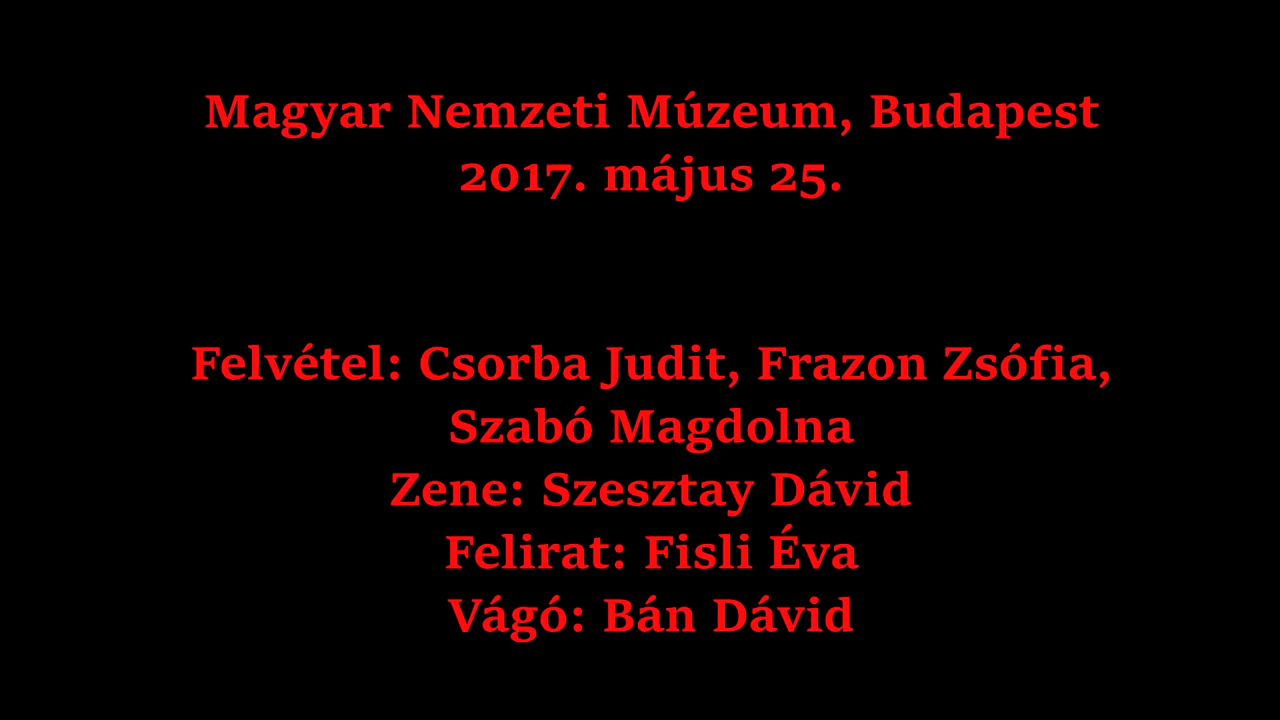 Magyar Nemzeti Múzeum, Budapest
2017. május 25.
Felvétel: Csorba Judit, Frazon Zsófia,
Szabó Magdolna
Zene: Szesztay Dávid
Felirat: Fisli Éva
Vágó: Bán Dávid